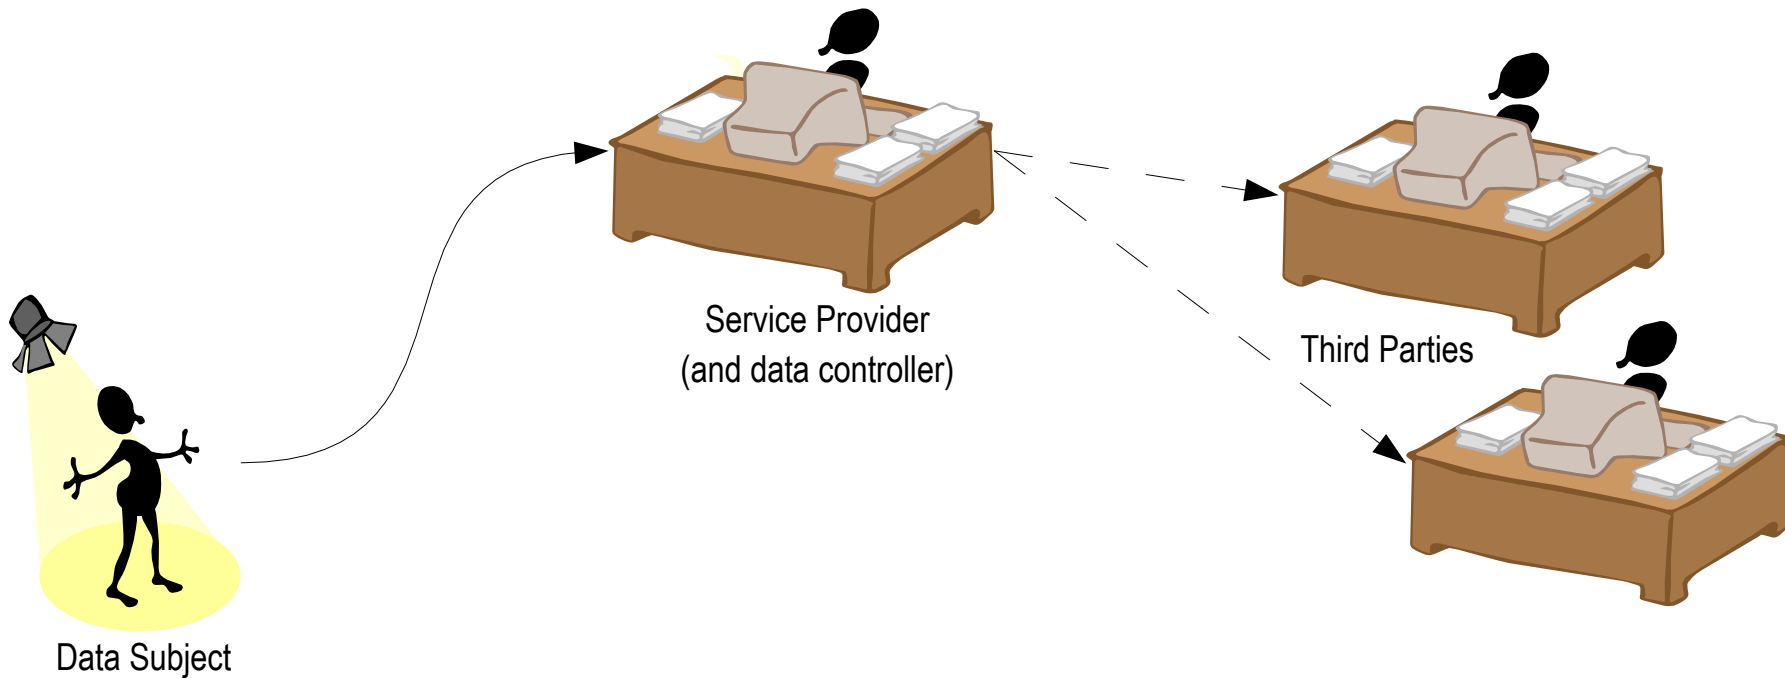 Service Provider
(and data controller)
Third Parties
Data Subject